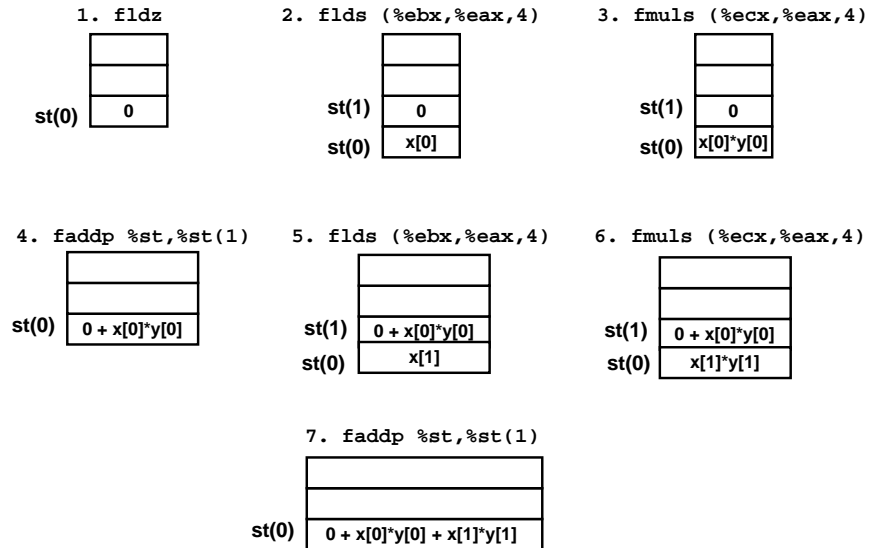 1. fldz
2. flds (%ebx,%eax,4)
3. fmuls (%ecx,%eax,4)
st(0) 0
st(1) 0
st(0) x[0]
st(1) 0
st(0) x[0]*y[0]
4. faddp %st,%st(1)
5. flds (%ebx,%eax,4)
6. fmuls (%ecx,%eax,4)
st(0) 0 + x[0]*y[0]
st(1) 0 + x[0]*y[0]
st(0) x[1]
st(1) 0 + x[0]*y[0]
st(0) x[1]*y[1]
7. faddp %st,%st(1)
st(0) 0 + x[0]*y[0] + x[1]*y[1]